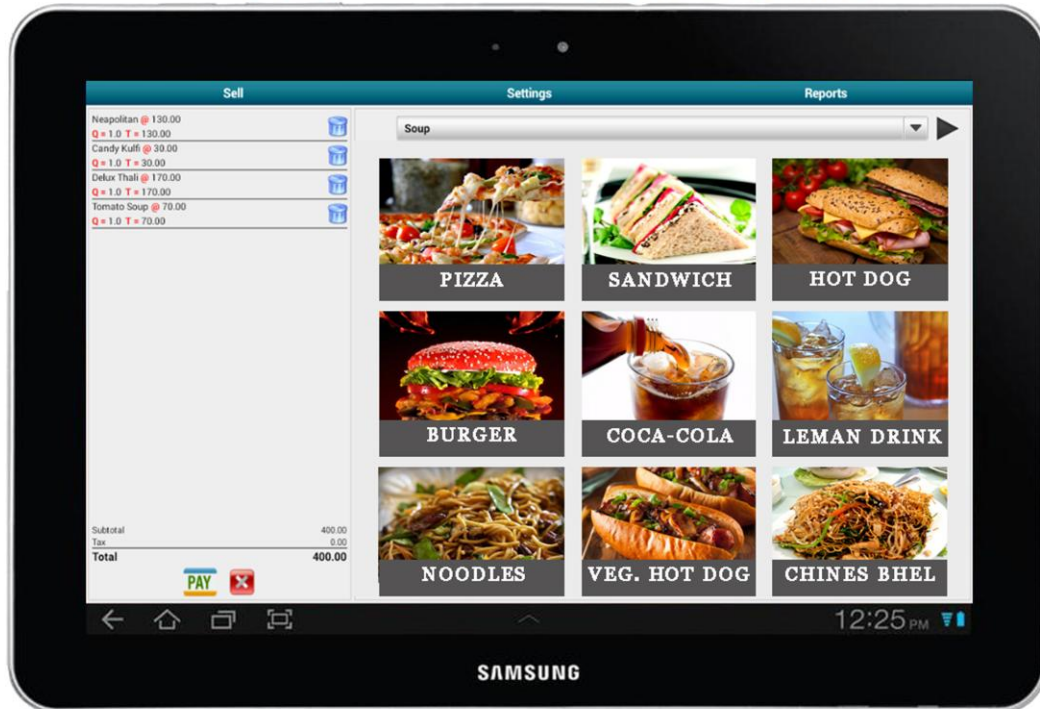 Sell Settings Reports
Neapolitan @ 130.00
Q = 1.0 T = 130.00
Candy Kulfi @ 30.00
Q = 1.0 T = 30.00
Delux Thali @ 170.00
Q = 1.0 T = 170.00
Tomato Soup @ 70.00
Q = 1.0 T = 70.00
Subtotal 400.00
Tax 0.00
Total 400.00
PAY
Soup
PIZZA SANDWICH HOT DOG
BURGER COCA-COLA LEMAN DRINK
NOODLES VEG. HOT DOG CHINES BHEL
12:25 PM
SAMSUNG